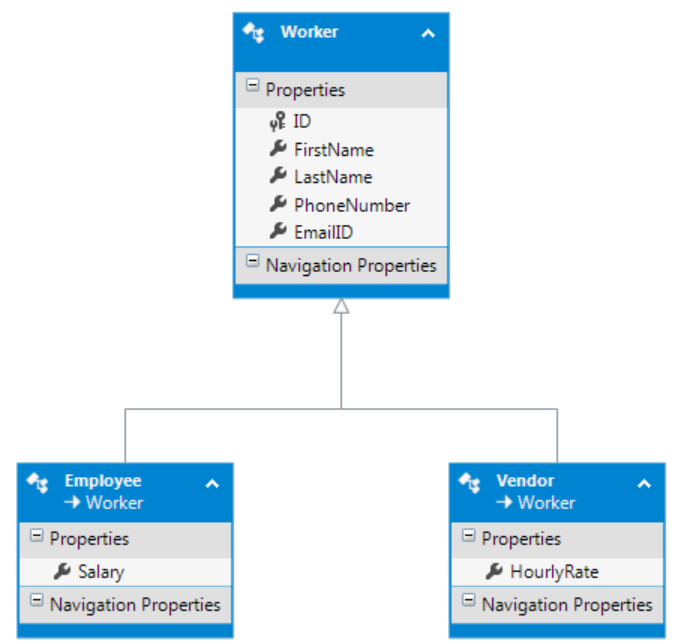 Worker
Properties
ID
FirstName
LastName
PhoneNumber
EmailID
Navigation Properties
Employee
→ Worker
Properties
Salary
Navigation Properties
Vendor
→ Worker
Properties
HourlyRate
Navigation Properties